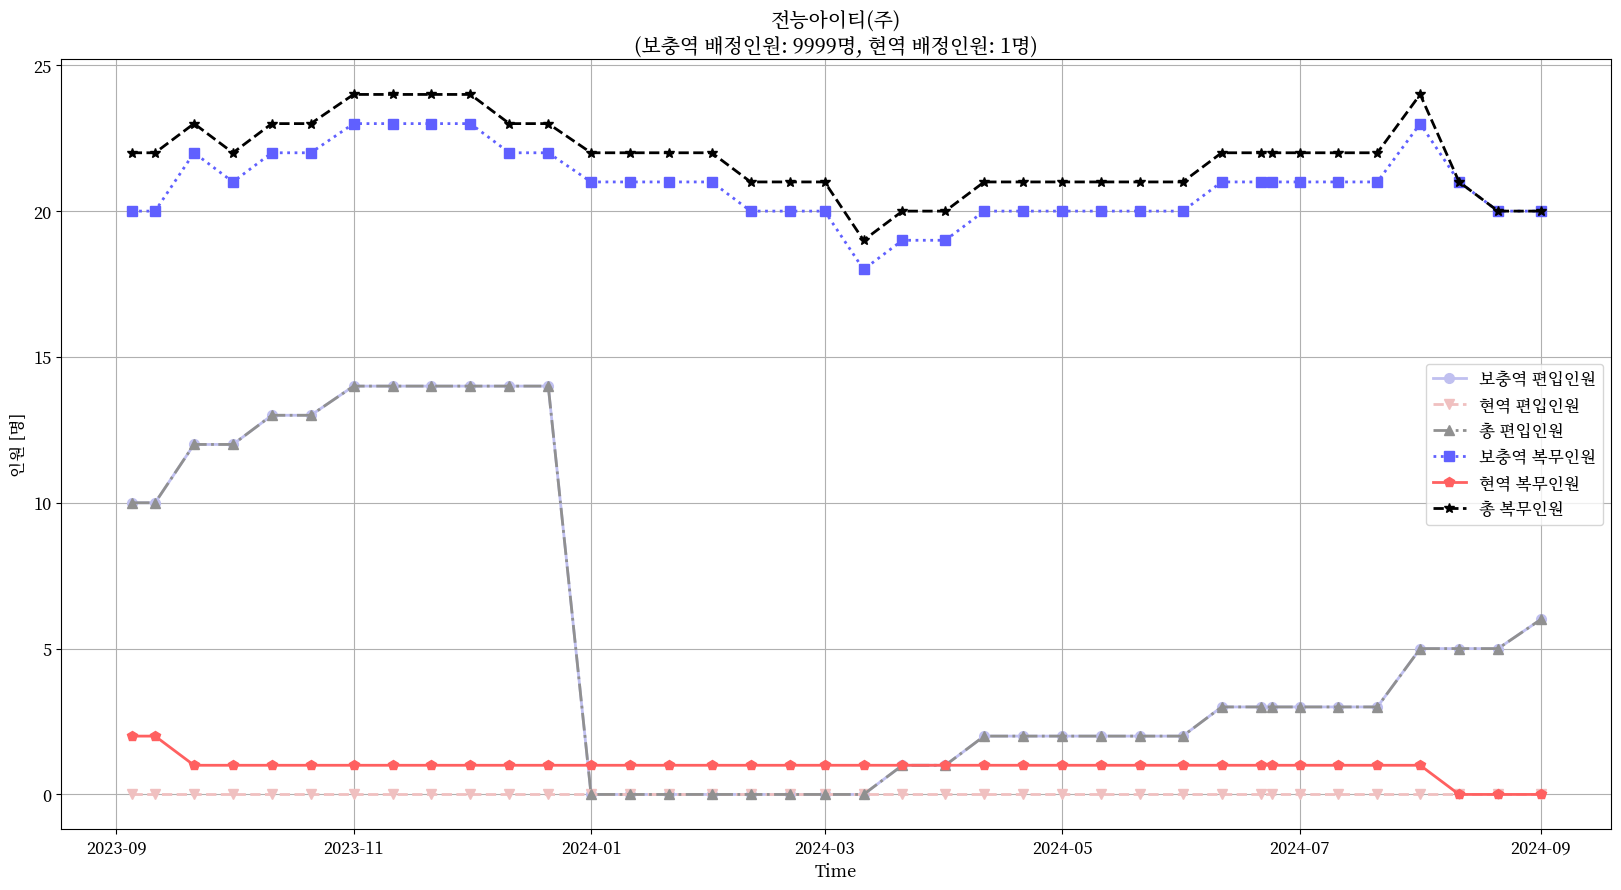 전능아이티(주)
(보충역 배정인원: 9999명, 현역 배정인원: 1명)
25
20
15
10
5
0
인원 [명]
보충역 편입인원
현역 편입인원
총 편입인원
보충역 복무인원
현역 복무인원
총 복무인원
2023-09
2023-11
2024-01
2024-03
2024-05
2024-07
2024-09
Time